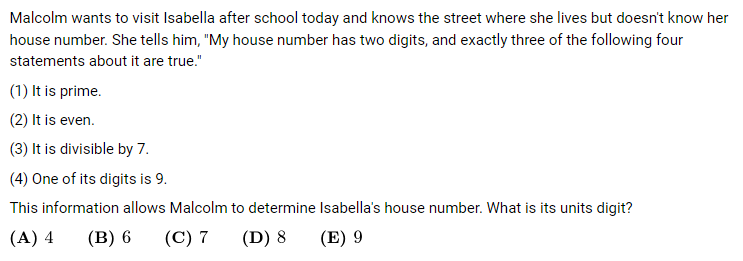 Malcolm wants to visit Isabella after school today and knows the street where she lives but doesn't know her
house number. She tells him, "My house number has two digits, and exactly three of the following four
statements about it are true."
(1) It is prime.
(2) It is even.
(3) It is divisible by 7.
(4) One of its digits is 9.
This information allows Malcolm to determine Isabella's house number. What is its units digit?
(A) 4 (B) 6 (C) 7 (D) 8 (E) 9